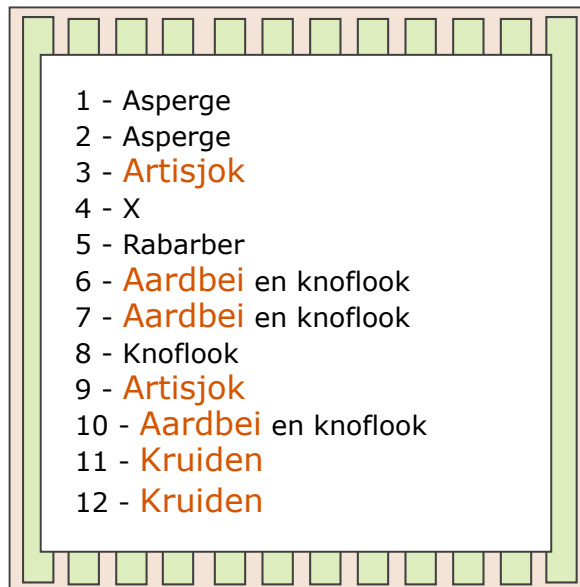 1 - Asperge
2 - Asperge
3 - Artisjok
4 - X
5 - Rabarber
6 - Aardbei en knoflook
7 - Aardbei en knoflook
8 - Knoflook
9 - Artisjok
10 - Aardbei en knoflook
11 - Kruiden
12 - Kruiden